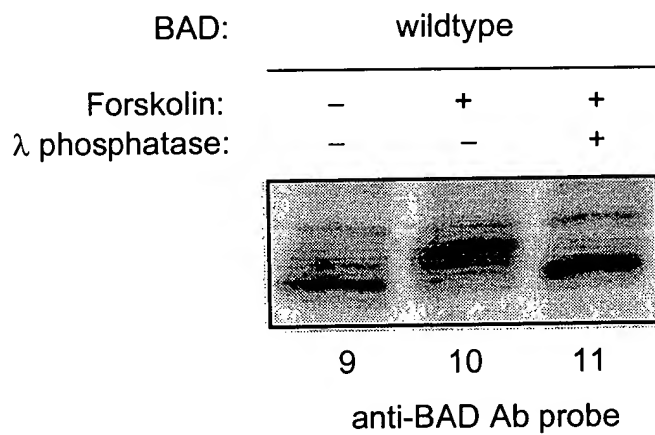 BAD: wildtype
Forskolin: – + +
λ phosphatase: – – +
9 10 11
anti-BAD Ab probe